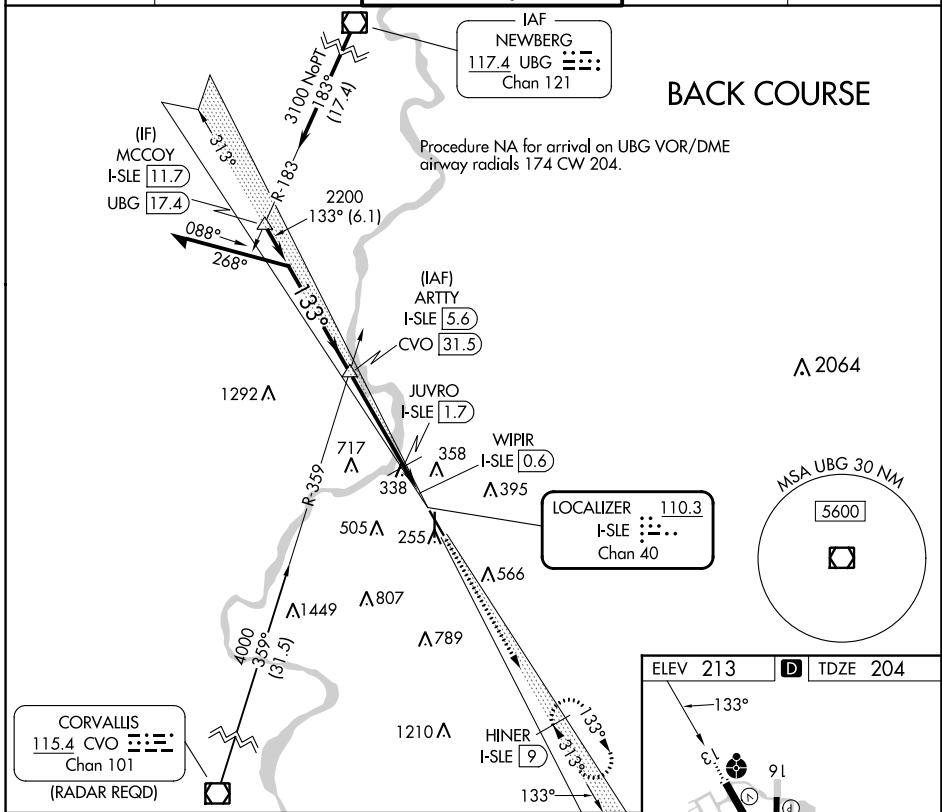 IAF
NEWBERG
117.4 UBG
Chan 121
BACK COURSE
Procedure NA for arrival on UBG VOR/DME
airway radials 174 CW 204.
3100 NoPT
183°
(17.4)
R-183
313°
(IF)
MCCOY
I-SLE 11.7
UBG 17.4
2200
133° (6.1)
088°
268°
133°
(IAF)
ARTTY
I-SLE 5.6
CVO 31.5
2064
1292
JUVRO
I-SLE 1.7
717
358
338
WIPIR
I-SLE 0.6
395
R-359
MSA UBG 30 NM
5600
LOCALIZER 110.3
I-SLE
Chan 40
505
255
566
1449
807
789
4000
359°
(31.5)
ELEV 213 D TDZE 204
133°
CORVALLIS
115.4 CVO
Chan 101
(RADAR REQD)
1210
HINER
I-SLE 9
133°
313°
133°
13
16
V
P